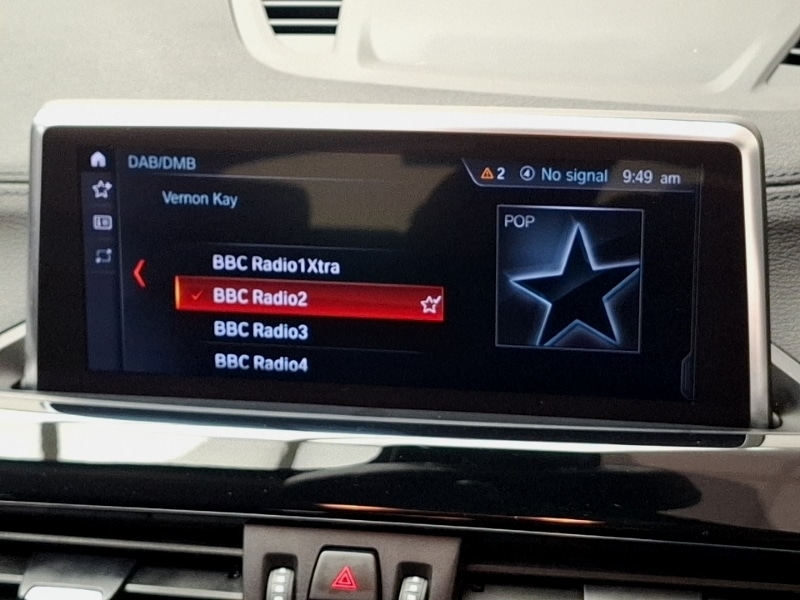 DAB/DMB
2 No signal 9:49 am
Vernon Kay
POP
BBC Radio1Xtra
BBC Radio2
BBC Radio3
BBC Radio4